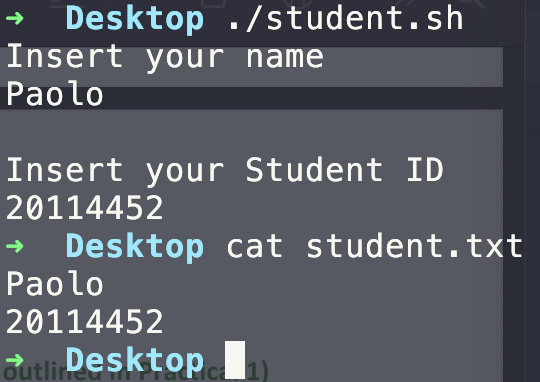 ➜ Desktop ./student.sh
Insert your name
Paolo
Insert your Student ID
20114452
➜ Desktop cat student.txt
Paolo
20114452
➜ Desktop
outlined in Practical 1)